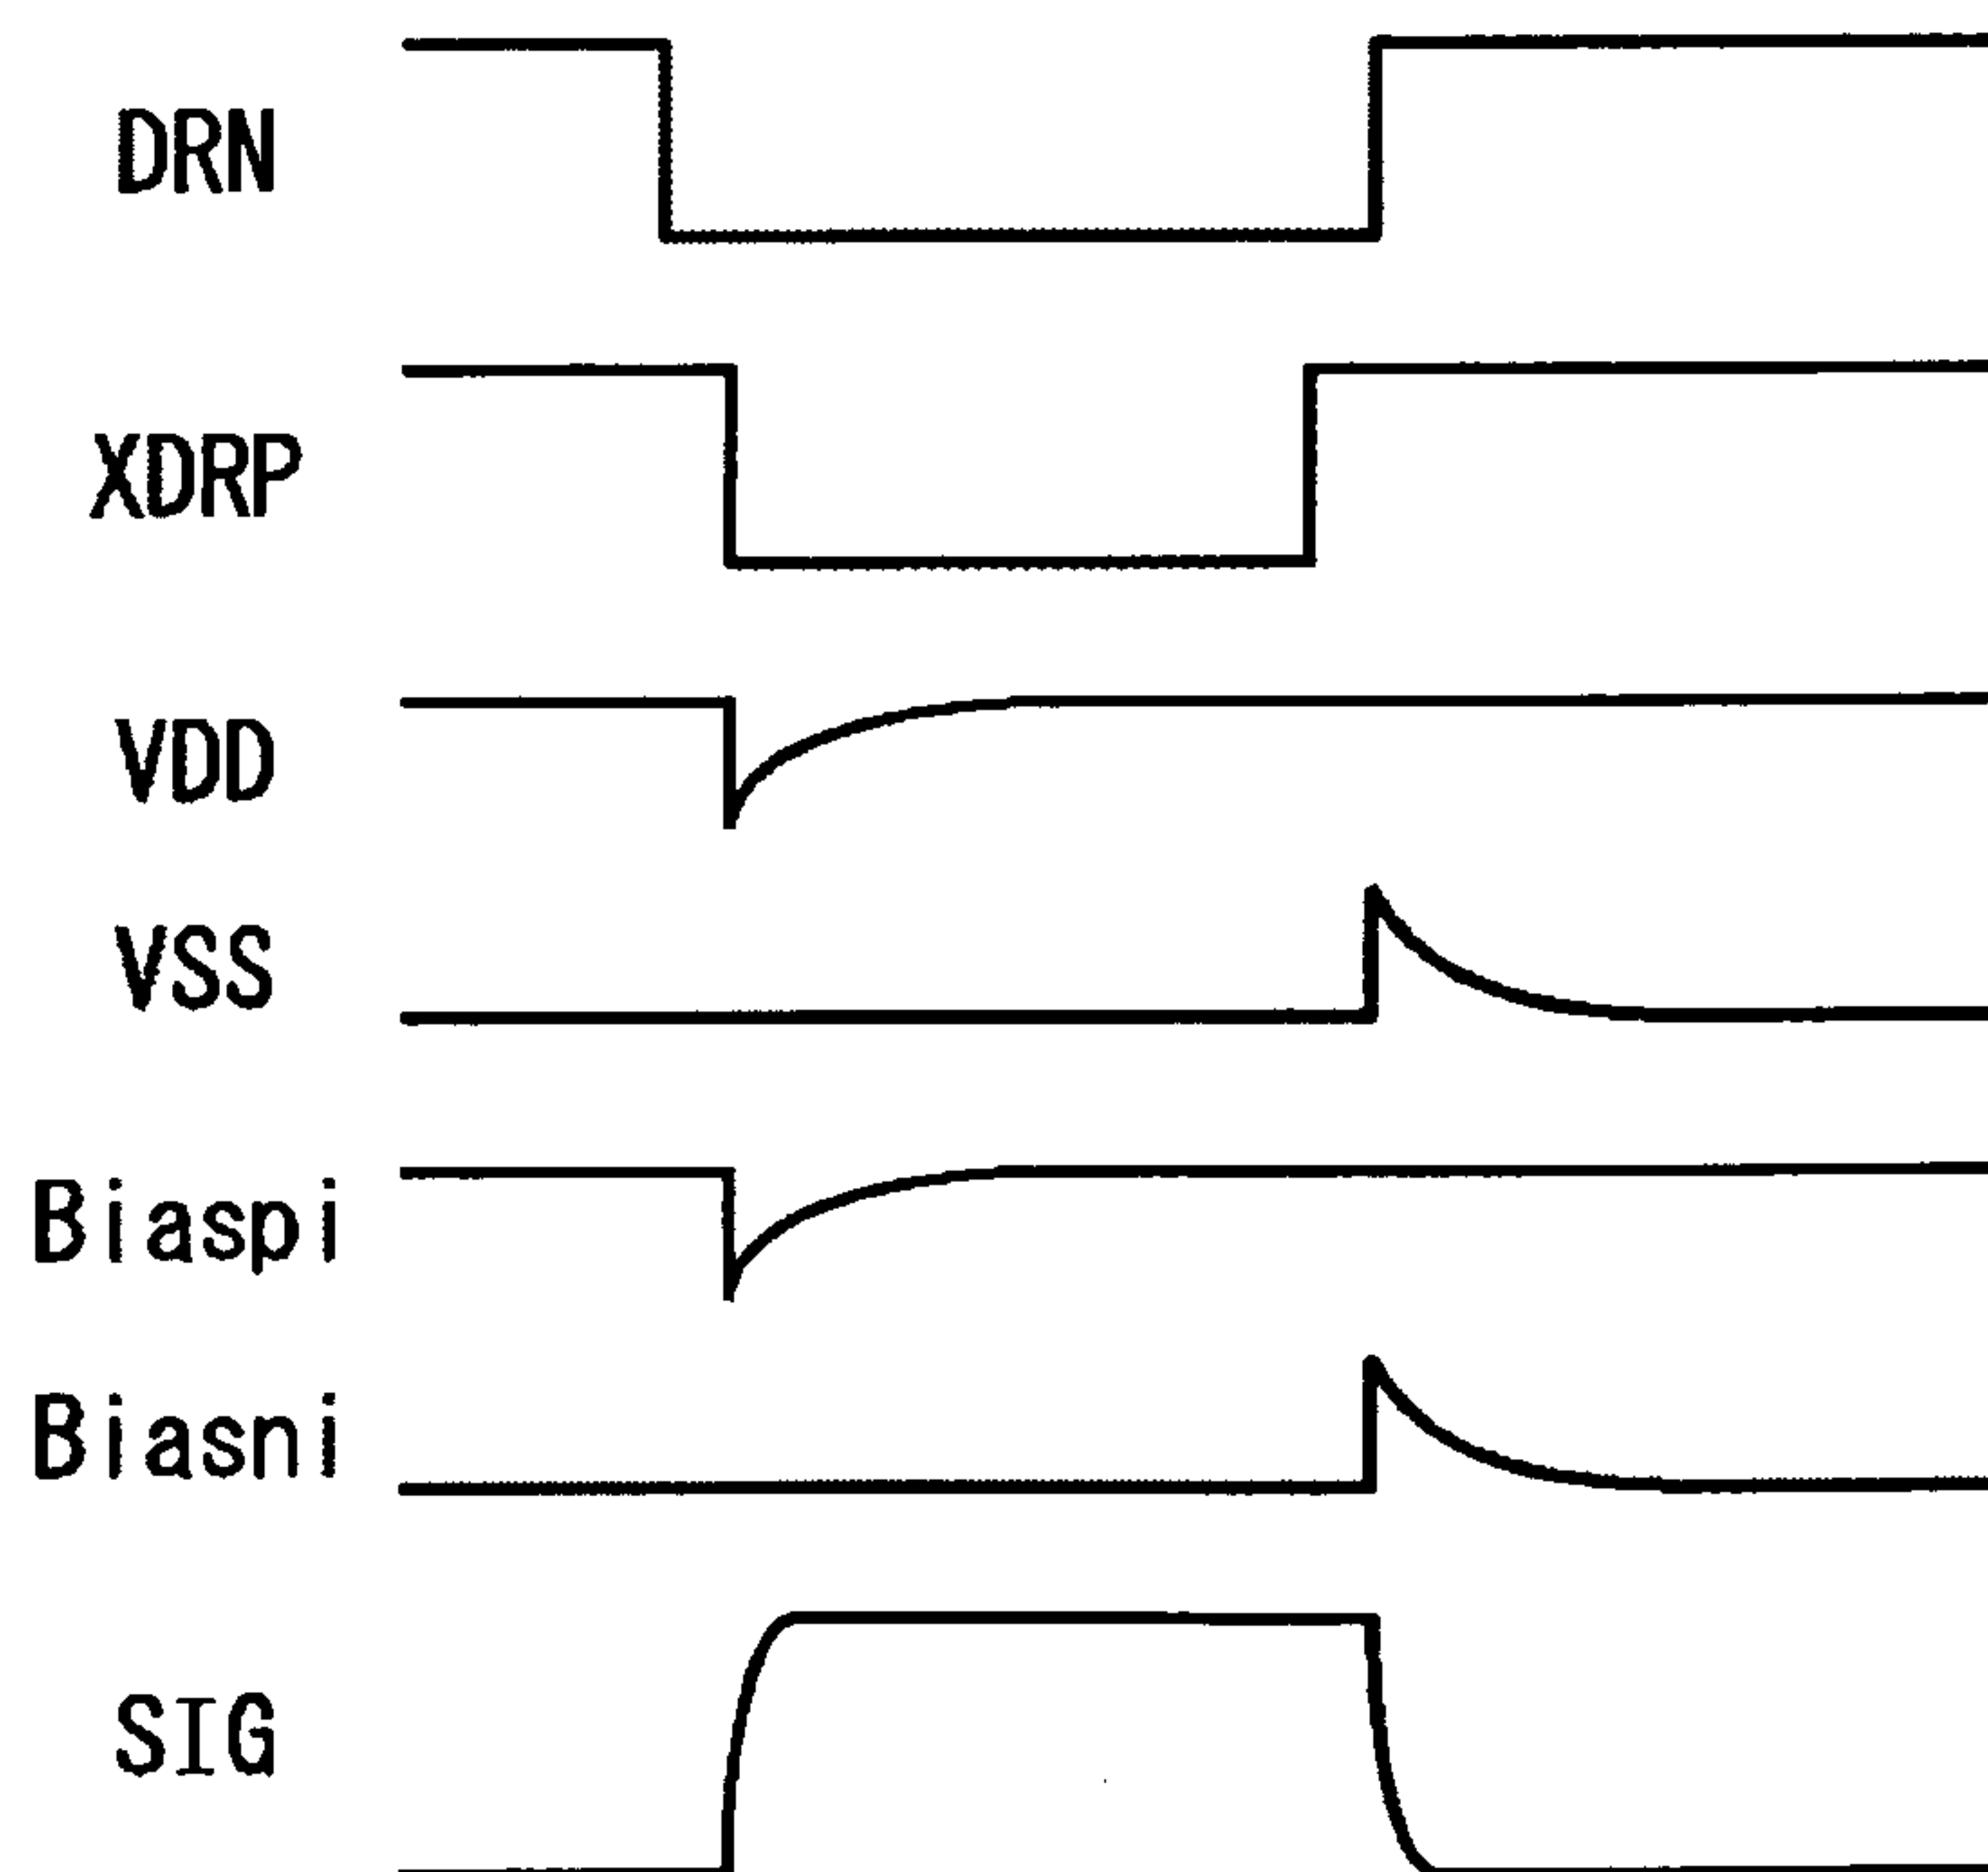 DRN
XDRP
VDD
VSS
Biaspi
Biasni
SIG